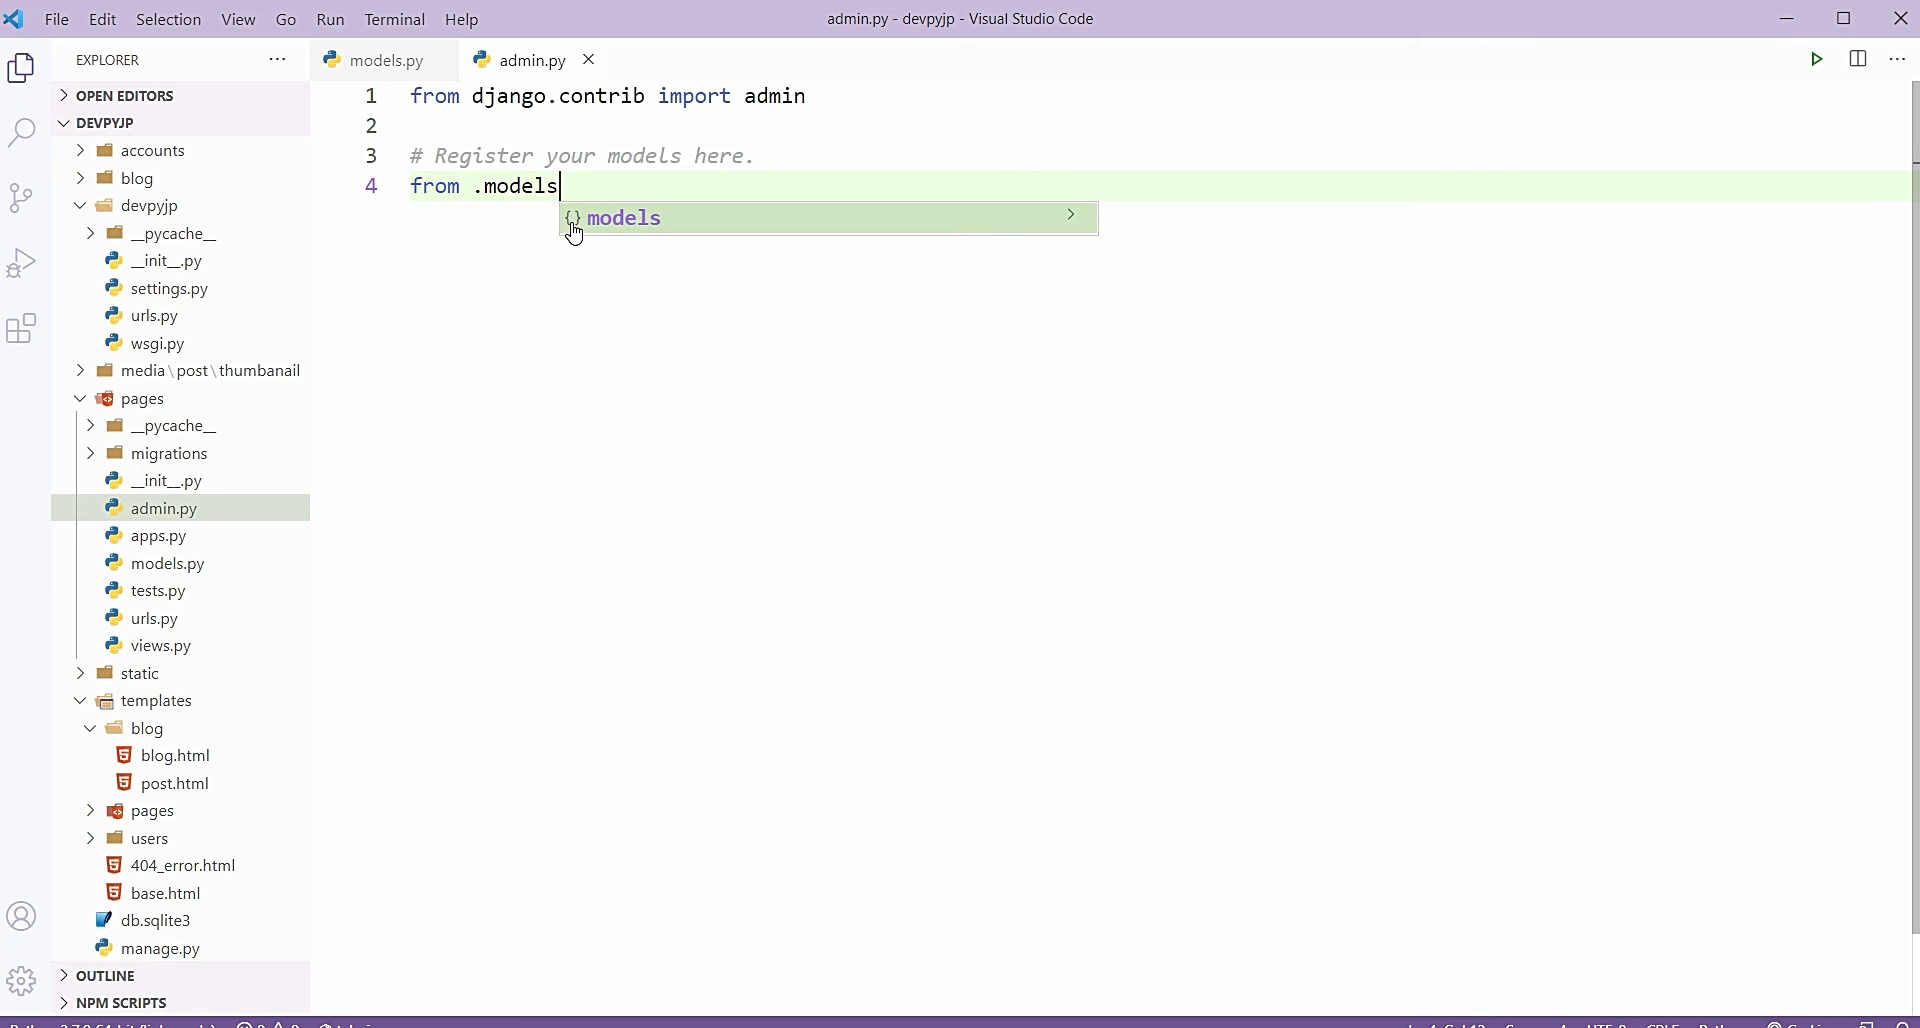 File Edit Selection View Go Run Terminal Help
admin.py - devpyjp - Visual Studio Code
EXPLORER
models.py
admin.py
OPEN EDITORS
DEVPYJP
accounts
blog
devpyjp
__pycache__
__init__.py
settings.py
urls.py
wsgi.py
media\post\thumbanail
pages
__pycache__
migrations
__init__.py
admin.py
apps.py
models.py
tests.py
urls.py
views.py
static
templates
blog
blog.html
post.html
pages
users
404_error.html
base.html
db.sqlite3
manage.py
OUTLINE
NPM SCRIPTS
1 from django.contrib import admin
2
3 # Register your models here.
4 from .models
{} models